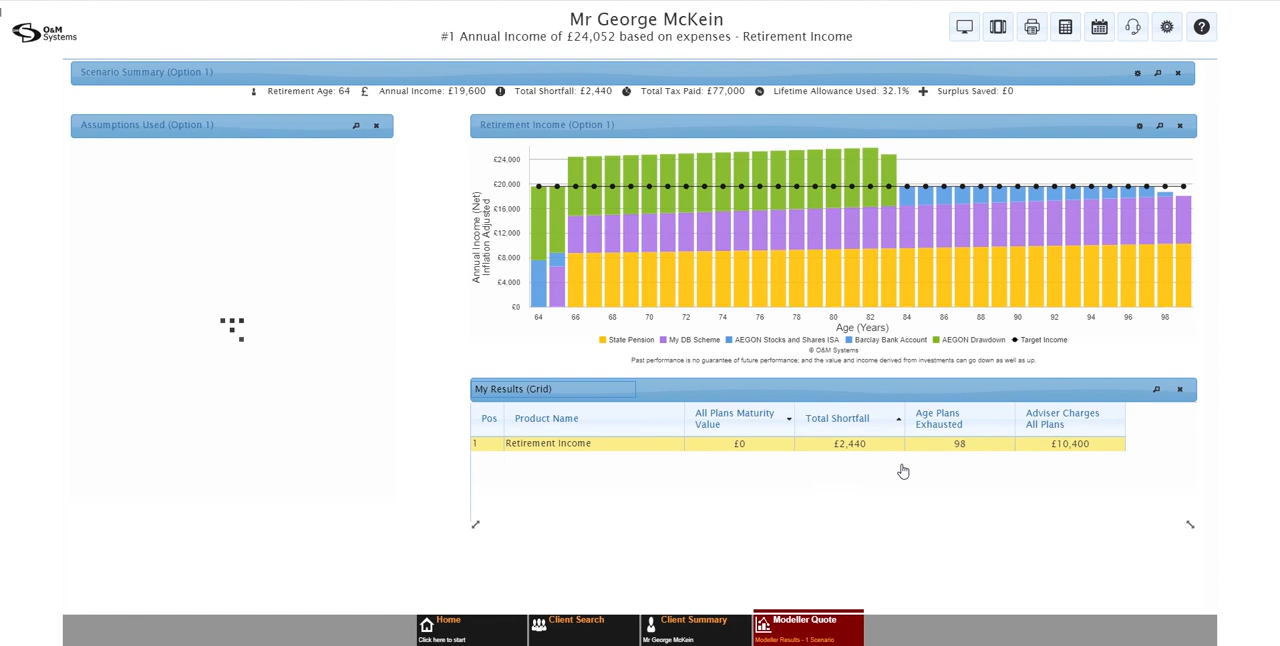 O&M
Systems
Mr George McKein
#1 Annual Income of £24,052 based on expenses - Retirement Income
Scenario Summary (Option 1)
Retirement Age: 64 £ Annual Income: £19,600 Total Shortfall: £2,440 Total Tax Paid: £77,000 Lifetime Allowance Used: 32.1% Surplus Saved: £0
Assumptions Used (Option 1)
Retirement Income (Option 1)
Annual Income (Net)
Inflation Adjusted
£24,000
£20,000
£16,000
£12,000
£8,000
£4,000
£0
64 66 68 70 72 74 76 78 80 82 84 86 88 90 92 94 96 98
Age (Years)
State Pension My DB Scheme AEGON Stocks and Shares ISA Barclay Bank Account AEGON Drawdown Target Income
© O&M Systems
Past performance is no guarantee of future performance; and the value and income derived from investments can go down as well as up.
My Results (Grid)
Pos Product Name All Plans Maturity Value Total Shortfall Age Plans Exhausted Adviser Charges All Plans
1 Retirement Income £0 £2,440 98 £10,400
Home
Click here to start
Client Search
Client Summary
Mr George McKein
Modeller Quote
Modeller Results - 1 Scenario